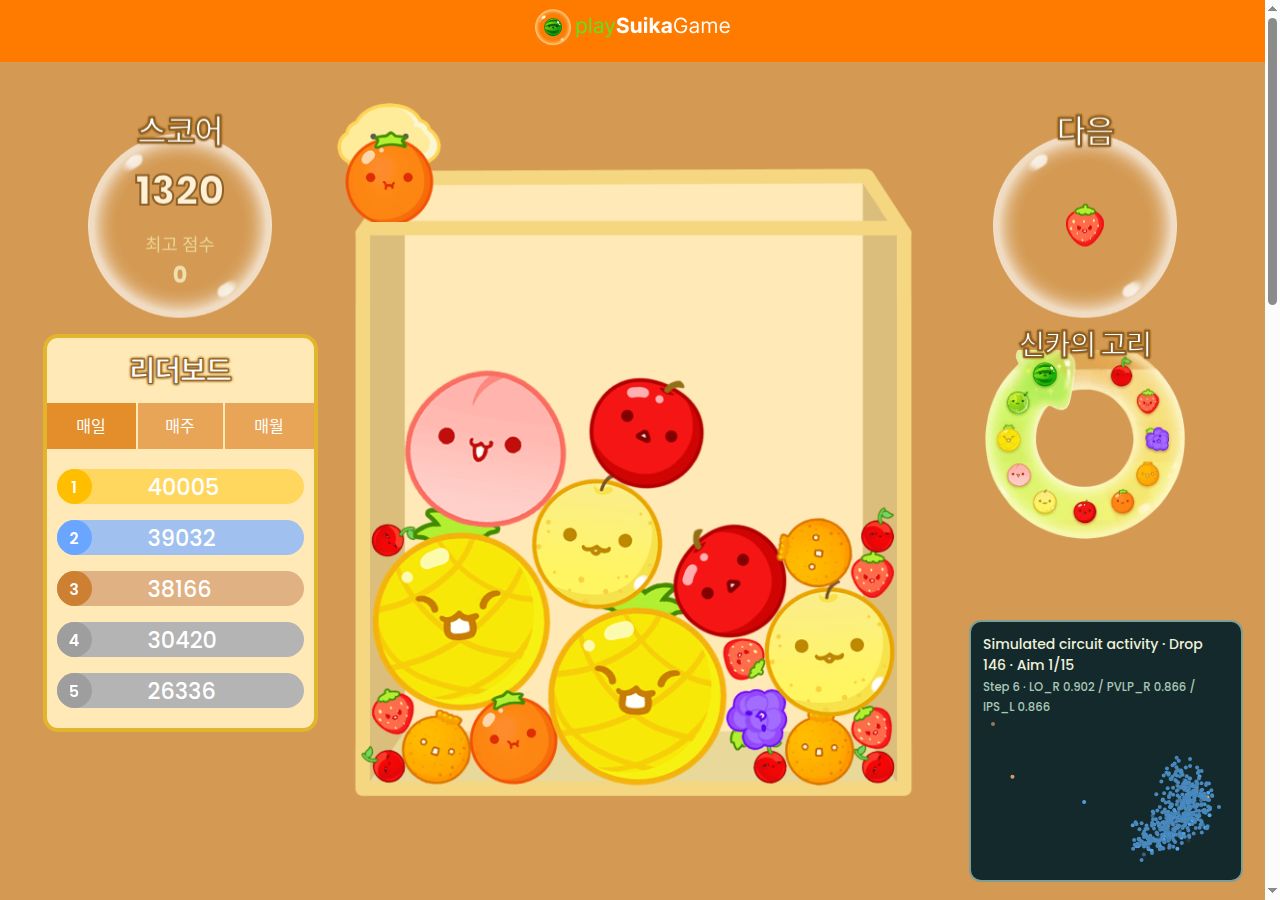 playSuikaGame
스코어
1320
최고 점수
0
다음
리더보드
매일
매주
매월
1
40005
2
39032
3
38166
4
30420
5
26336
신카의 고리
Simulated circuit activity · Drop
146 · Aim 1/15
Step 6 · LO_R 0.902 / PVLP_R 0.866 /
IPS_L 0.866